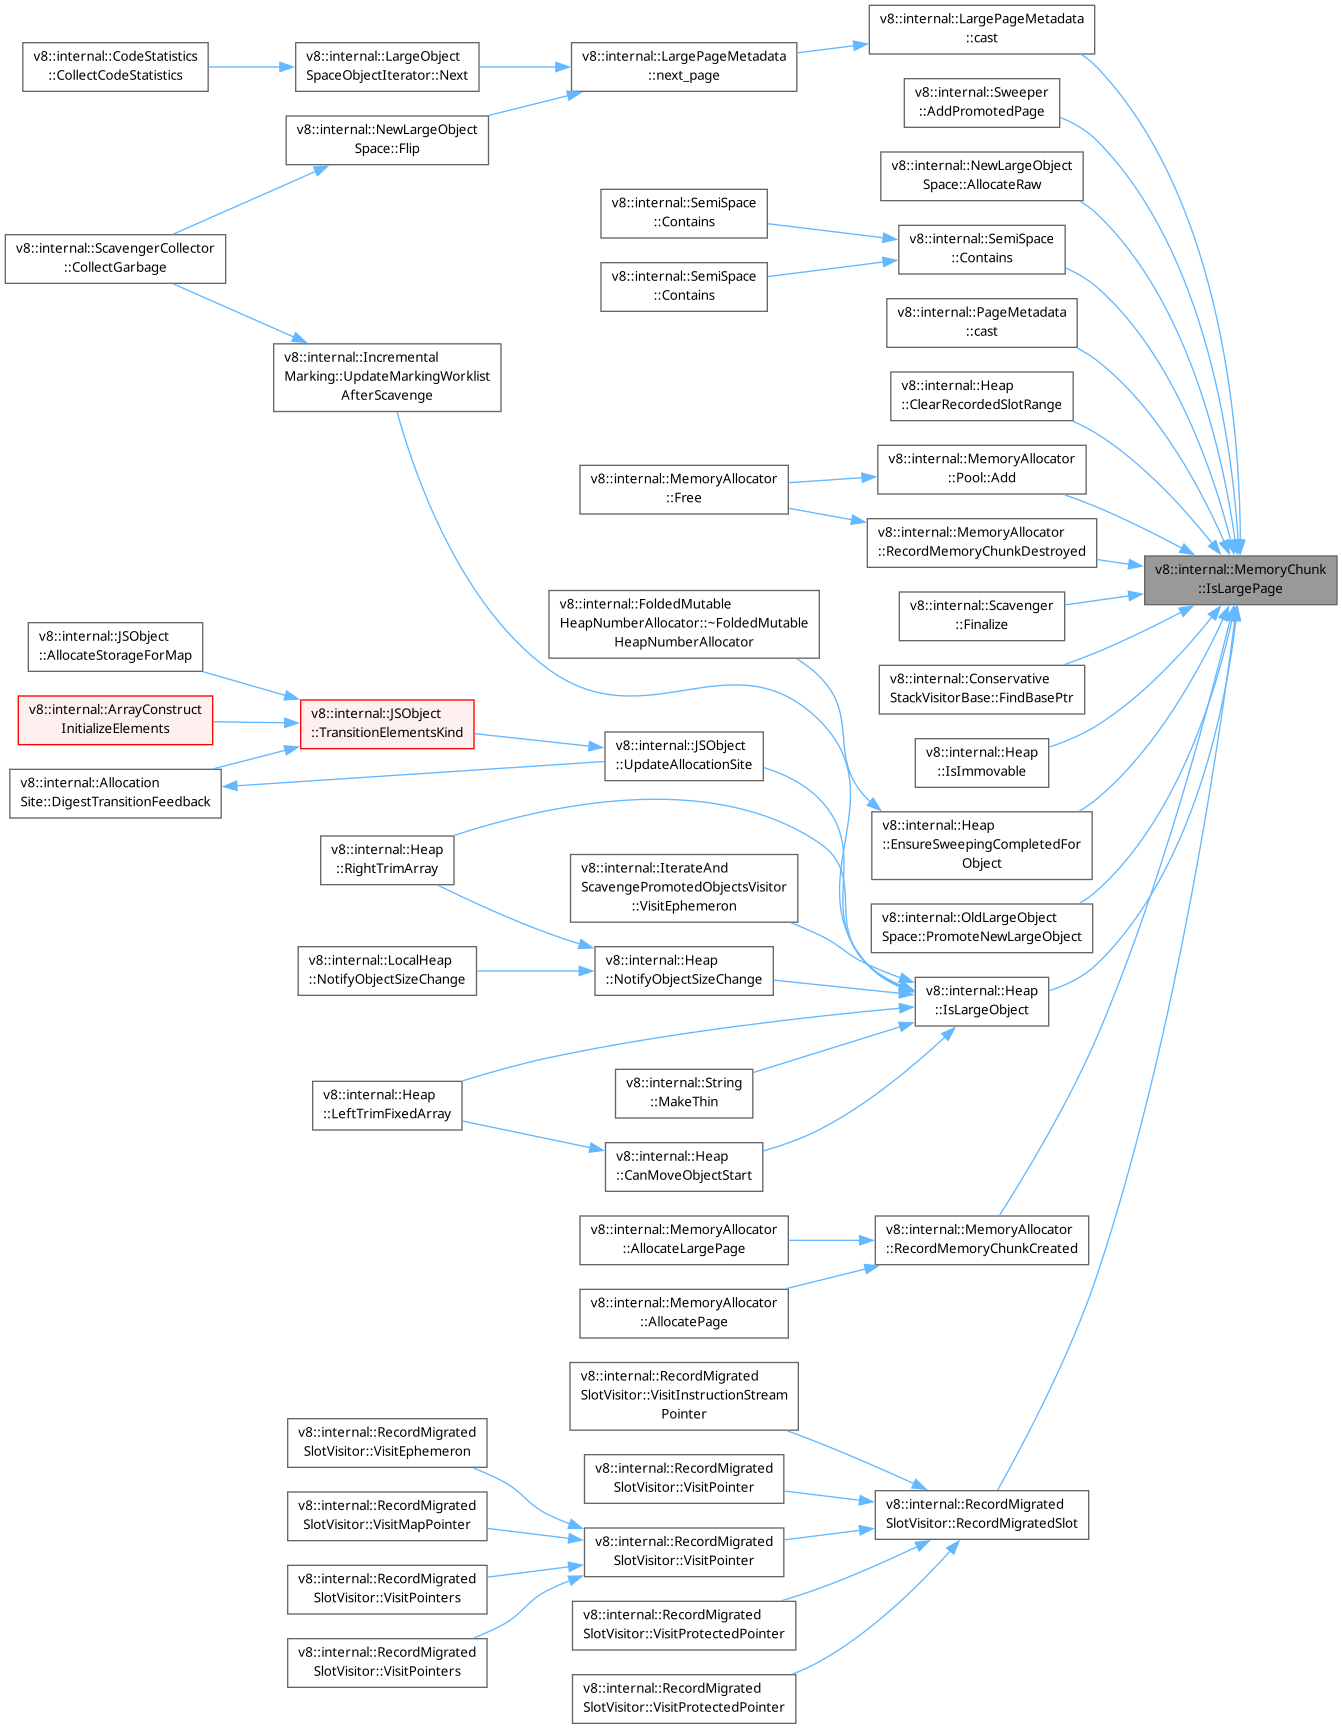 v8::internal::LargePageMetadata
::cast
v8::internal::CodeStatistics
::CollectCodeStatistics
v8::internal::LargeObject
SpaceObjectIterator::Next
v8::internal::LargePageMetadata
::next_page
v8::internal::Sweeper
::AddPromotedPage
v8::internal::NewLargeObject
Space::Flip
v8::internal::NewLargeObject
Space::AllocateRaw
v8::internal::SemiSpace
::Contains
v8::internal::SemiSpace
::Contains
v8::internal::ScavengerCollector
::CollectGarbage
v8::internal::SemiSpace
::Contains
v8::internal::PageMetadata
::cast
v8::internal::Incremental
Marking::UpdateMarkingWorklist
AfterScavenge
v8::internal::Heap
::ClearRecordedSlotRange
v8::internal::MemoryAllocator
::Pool::Add
v8::internal::MemoryAllocator
::Free
v8::internal::MemoryAllocator
::RecordMemoryChunkDestroyed
v8::internal::MemoryChunk
::IsLargePage
v8::internal::FoldedMutable
HeapNumberAllocator::~FoldedMutable
HeapNumberAllocator
v8::internal::Scavenger
::Finalize
v8::internal::JSObject
::AllocateStorageForMap
v8::internal::Conservative
StackVisitorBase::FindBasePtr
v8::internal::ArrayConstruct
InitializeElements
v8::internal::JSObject
::TransitionElementsKind
v8::internal::JSObject
::UpdateAllocationSite
v8::internal::Heap
::IsImmovable
v8::internal::Allocation
Site::DigestTransitionFeedback
v8::internal::Heap
::EnsureSweepingCompletedFor
Object
v8::internal::Heap
::RightTrimArray
v8::internal::IterateAnd
ScavengePromotedObjectsVisitor
::VisitEphemeron
v8::internal::OldLargeObject
Space::PromoteNewLargeObject
v8::internal::LocalHeap
::NotifyObjectSizeChange
v8::internal::Heap
::NotifyObjectSizeChange
v8::internal::Heap
::IsLargeObject
v8::internal::String
::MakeThin
v8::internal::Heap
::LeftTrimFixedArray
v8::internal::Heap
::CanMoveObjectStart
v8::internal::MemoryAllocator
::AllocateLargePage
v8::internal::MemoryAllocator
::RecordMemoryChunkCreated
v8::internal::MemoryAllocator
::AllocatePage
v8::internal::RecordMigrated
SlotVisitor::VisitInstructionStream
Pointer
v8::internal::RecordMigrated
SlotVisitor::VisitEphemeron
v8::internal::RecordMigrated
SlotVisitor::VisitPointer
v8::internal::RecordMigrated
SlotVisitor::VisitMapPointer
v8::internal::RecordMigrated
SlotVisitor::RecordMigratedSlot
v8::internal::RecordMigrated
SlotVisitor::VisitPointer
v8::internal::RecordMigrated
SlotVisitor::VisitPointers
v8::internal::RecordMigrated
SlotVisitor::VisitProtectedPointer
v8::internal::RecordMigrated
SlotVisitor::VisitPointers
v8::internal::RecordMigrated
SlotVisitor::VisitProtectedPointer